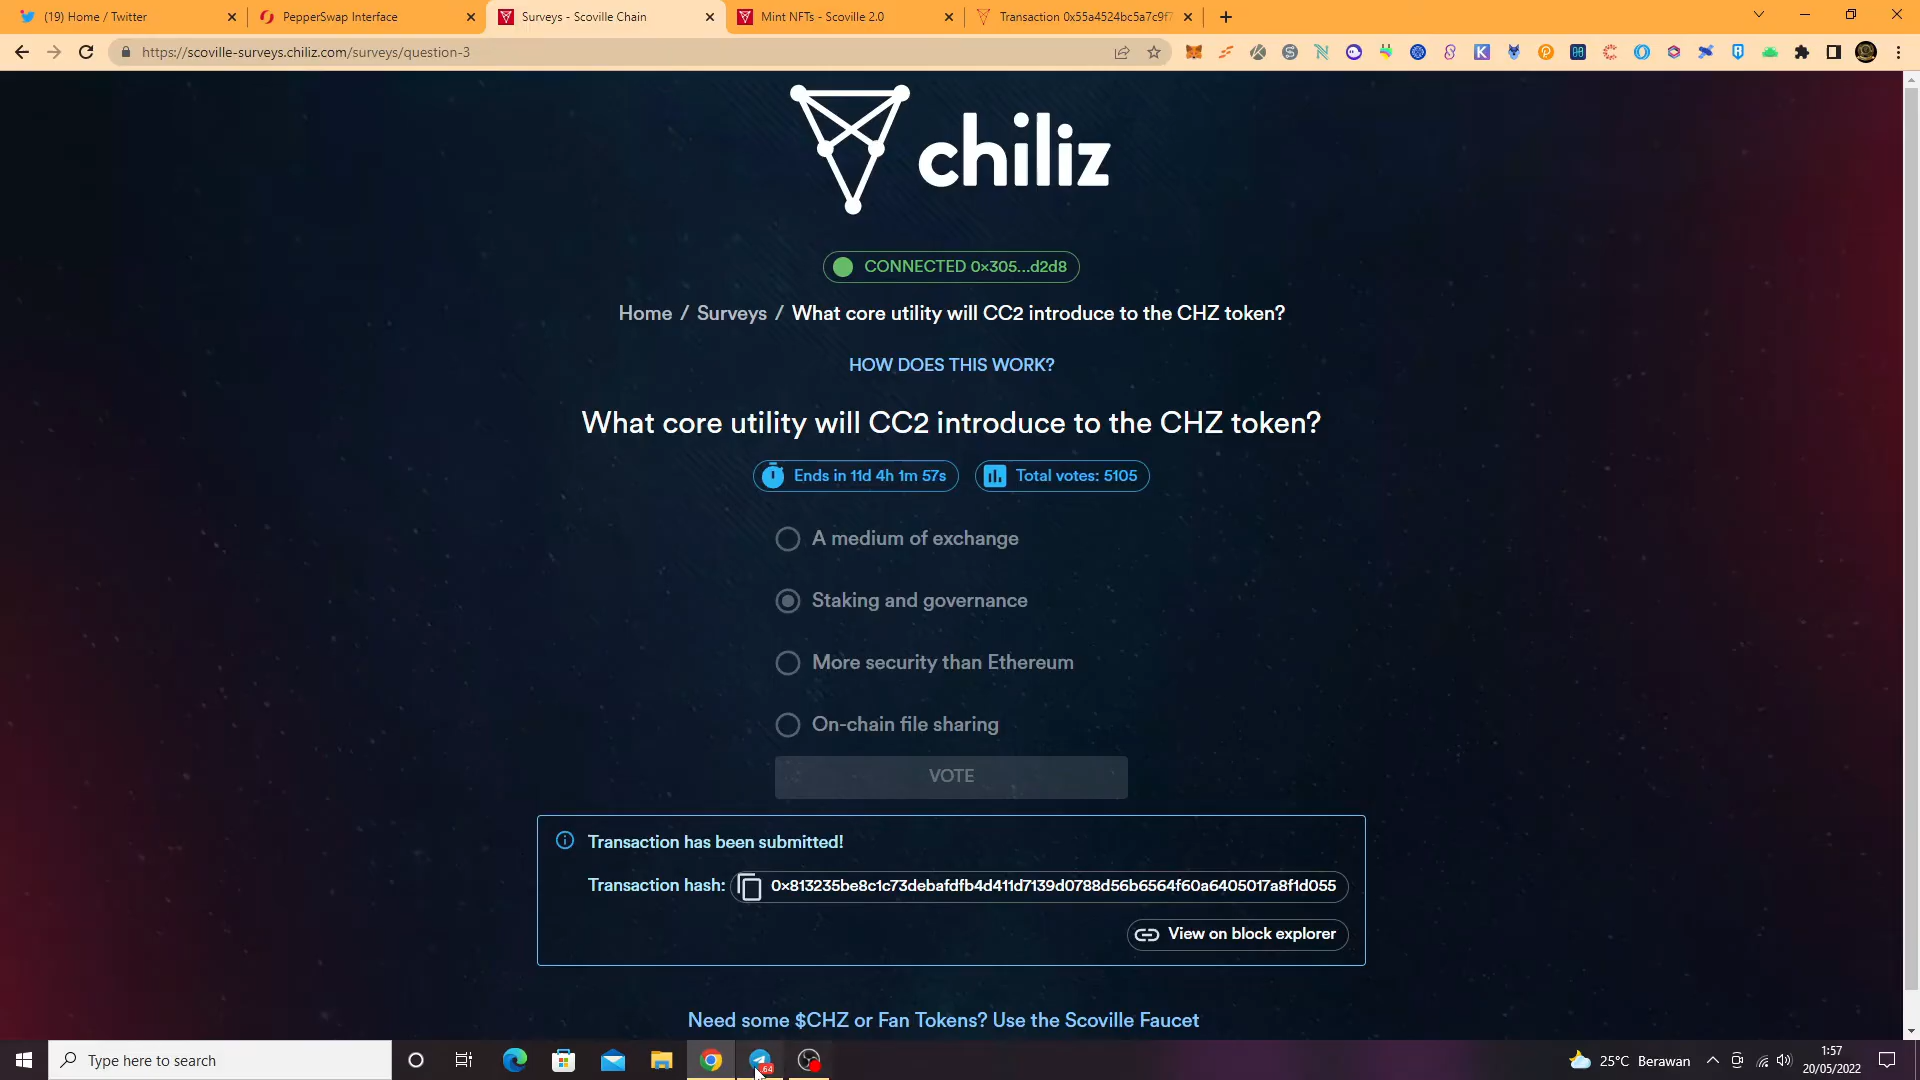 (19) Home / Twitter
PepperSwap Interface
Surveys - Scoville Chain
Mint NFTs - Scoville 2.0
Transaction 0x55a4524bc5a7c9f7
https://scoville-surveys.chiliz.com/surveys/question-3
chiliz
CONNECTED 0x305...d2d8
Home / Surveys / What core utility will CC2 introduce to the CHZ token?
HOW DOES THIS WORK?
What core utility will CC2 introduce to the CHZ token?
Ends in 11d 4h 1m 57s
Total votes: 5105
A medium of exchange
Staking and governance
More security than Ethereum
On-chain file sharing
VOTE
Transaction has been submitted!
Transaction hash: 0x813235be8c1c73debafdfb4d411d7139d0788d56b6564f60a6405017a8f1d055
View on block explorer
Need some $CHZ or Fan Tokens? Use the Scoville Faucet
Type here to search
25°C Berawan
1:57
20/05/2022